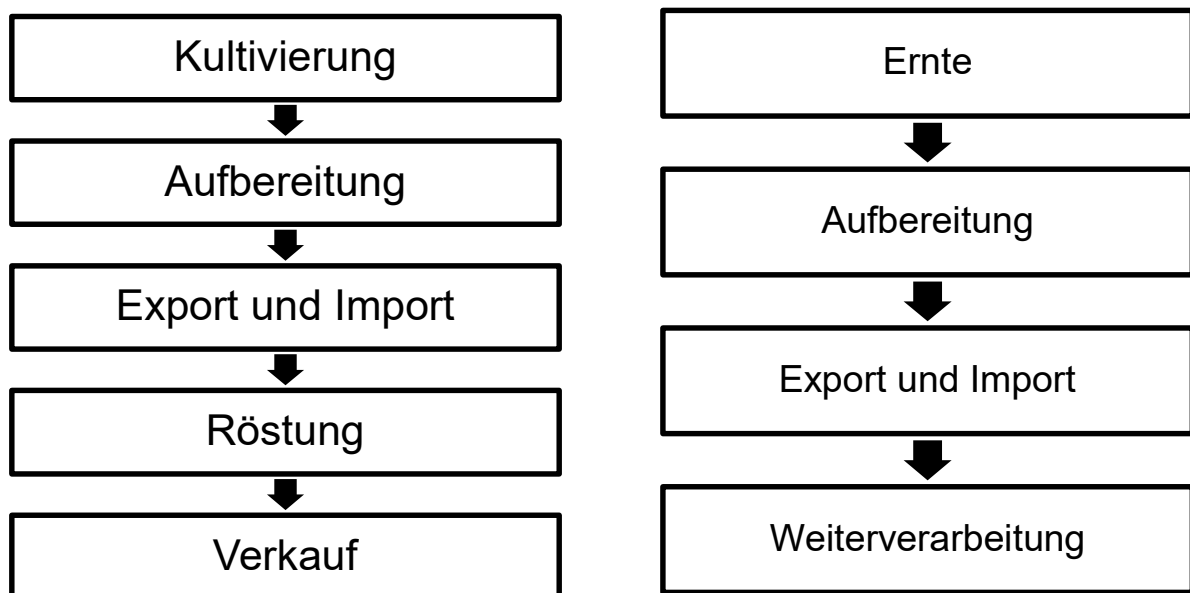 Kultivierung
Aufbereitung
Export und Import
Röstung
Verkauf
Ernte
Aufbereitung
Export und Import
Weiterverarbeitung